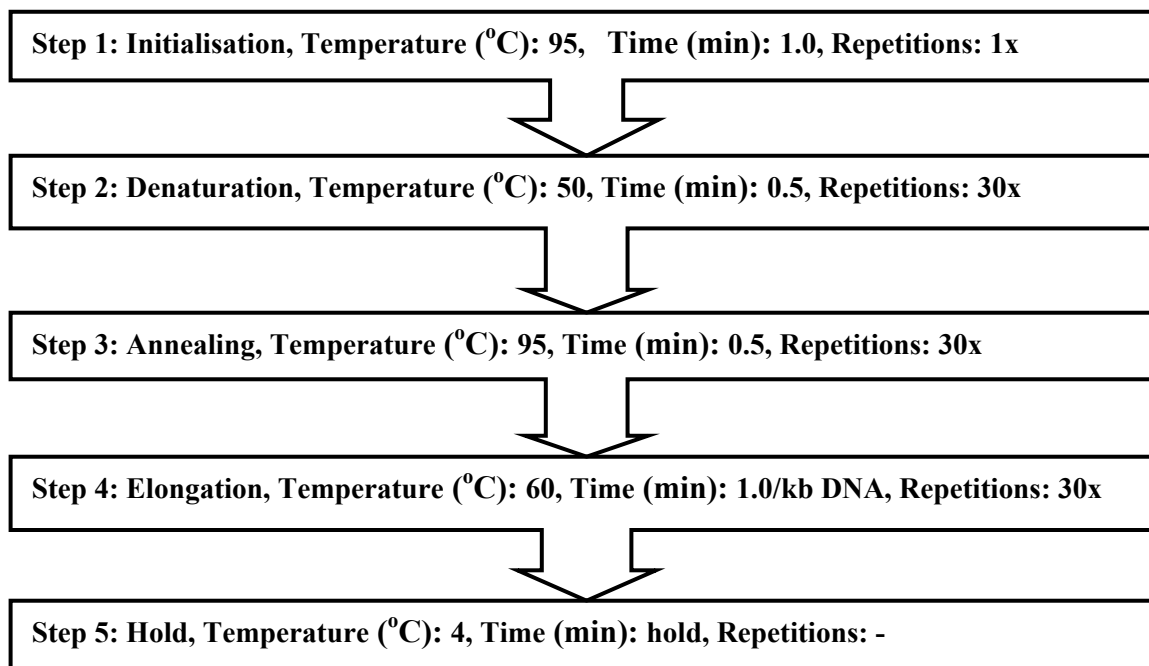 Step 1: Initialisation, Temperature (°C): 95, Time (min): 1.0, Repetitions: 1x
Step 2: Denaturation, Temperature (°C): 50, Time (min): 0.5, Repetitions: 30x
Step 3: Annealing, Temperature (°C): 95, Time (min): 0.5, Repetitions: 30x
Step 4: Elongation, Temperature (°C): 60, Time (min): 1.0/kb DNA, Repetitions: 30x
Step 5: Hold, Temperature (°C): 4, Time (min): hold, Repetitions: -